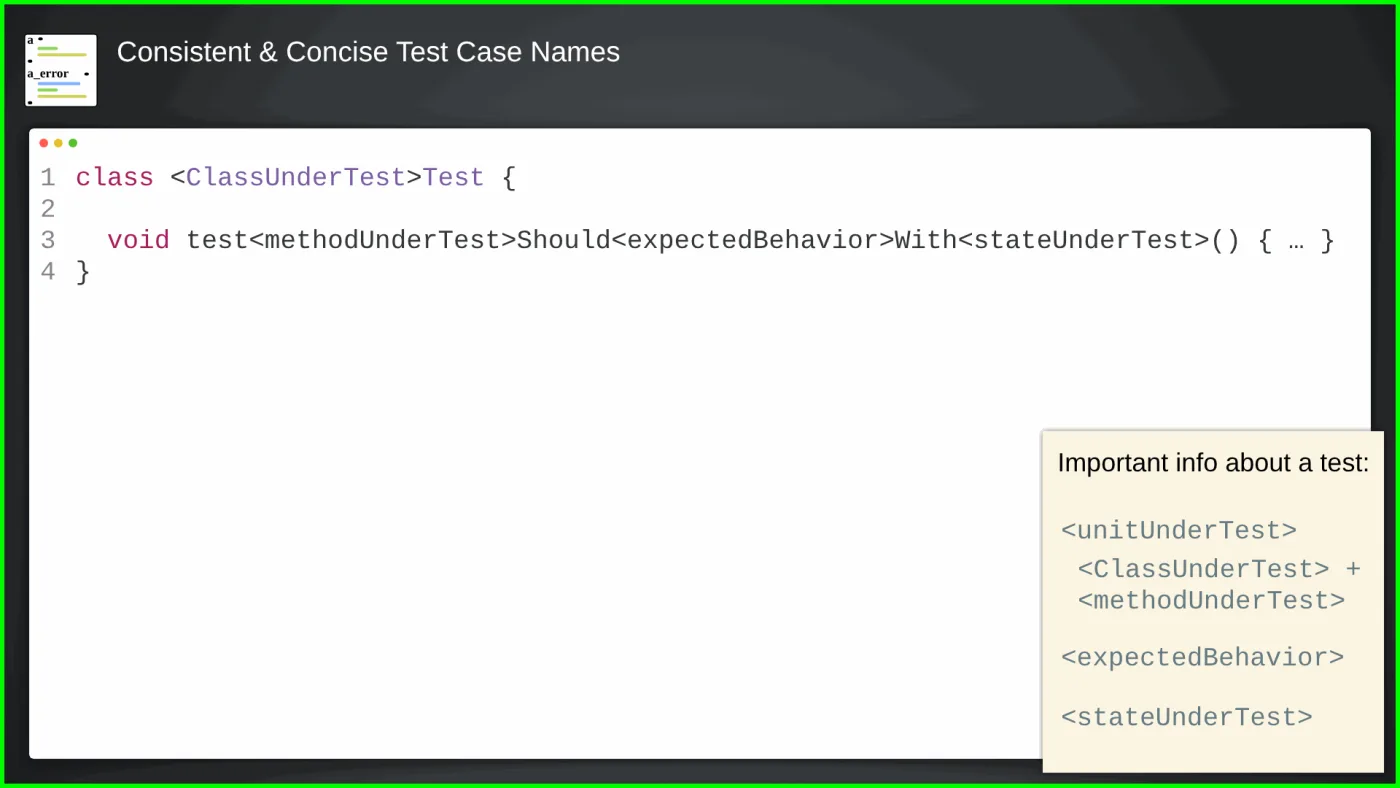 a
a_error
Consistent & Concise Test Case Names
1 class <ClassUnderTest>Test {
2
3   void test<methodUnderTest>Should<expectedBehavior>With<stateUnderTest>() { … }
4 }
Important info about a test:
<unitUnderTest>
<ClassUnderTest> +
<methodUnderTest>
<expectedBehavior>
<stateUnderTest>